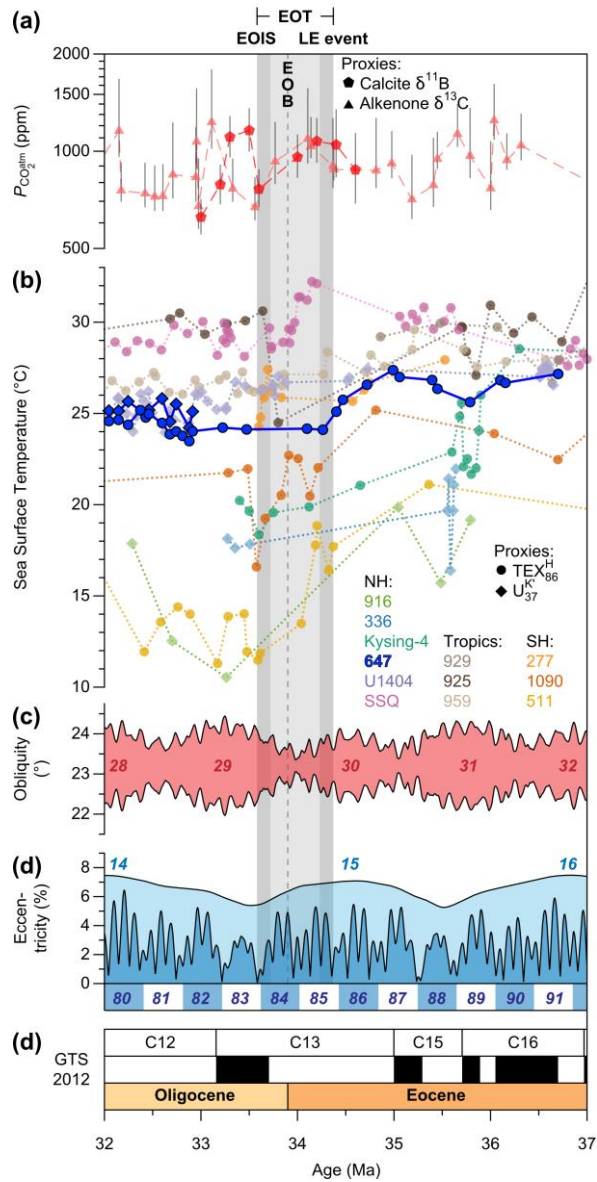 (a)
EOT
EOIS LE event
2000
1500
1000
500
P_CO2^atm (ppm)
E
O
B
Proxies:
Calcite δ11B
Alkenone δ13C
(b)
30
25
20
15
10
Sea Surface Temperature (°C)
Proxies:
TEX86^H
U37^K'
NH:
916
336
Kysing-4
647
U1404
SSQ
Tropics:
929
925
959
SH:
277
1090
511
(c)
24
23
22
Obliquity
(°)
28 29 30 31 32
(d)
8
6
4
2
0
Eccen-
tricity (%)
14 15 16
80 81 82 83 84 85 86 87 88 89 90 91
(d)
GTS
2012
C12 C13 C15 C16
Oligocene Eocene
32 33 34 35 36 37
Age (Ma)